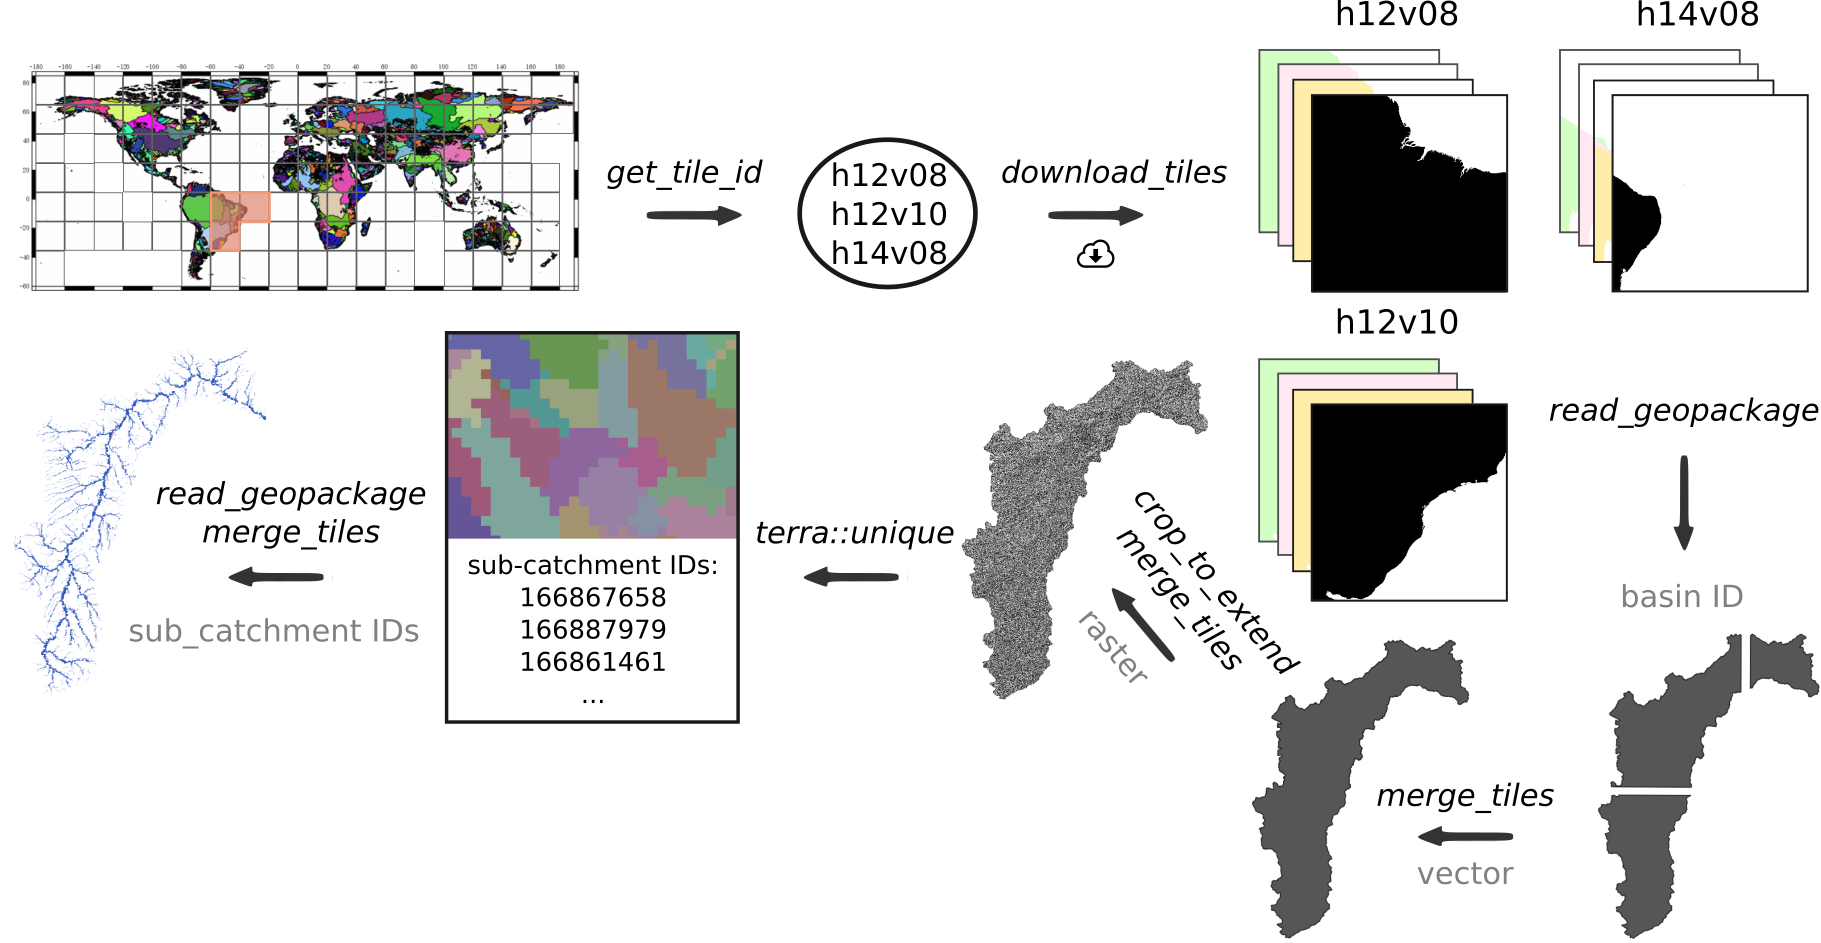 h12v08
h14v08
-180 -160 -140 -120 -100 -80 -60 -40 -20 0 20 40 60 80 100 120 140 160 180
80
60
40
20
0
-20
-40
-60
get_tile_id
h12v08
h12v10
h14v08
download_tiles
h12v10
read_geopackage
basin ID
merge_tiles
vector
crop_to_extend
merge_tiles
raster
terra::unique
sub-catchment IDs:
166867658
166887979
166861461
...
read_geopackage
merge_tiles
sub_catchment IDs